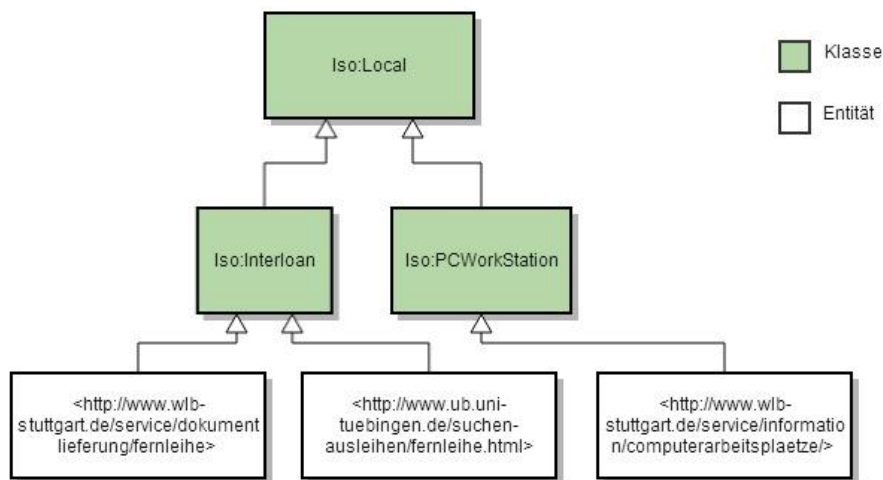 lso:Local
Klasse
Entität
lso:Interloan
lso:PCWorkStation
<http://www.wlb-
stuttgart.de/service/dokument
lieferung/fernleihe>
<http://www.ub.uni-
tuebingen.de/suchen-
ausleihen/fernleihe.html>
<http://www.wlb-
stuttgart.de/service/informatio
n/computerarbeitsplaetze/>